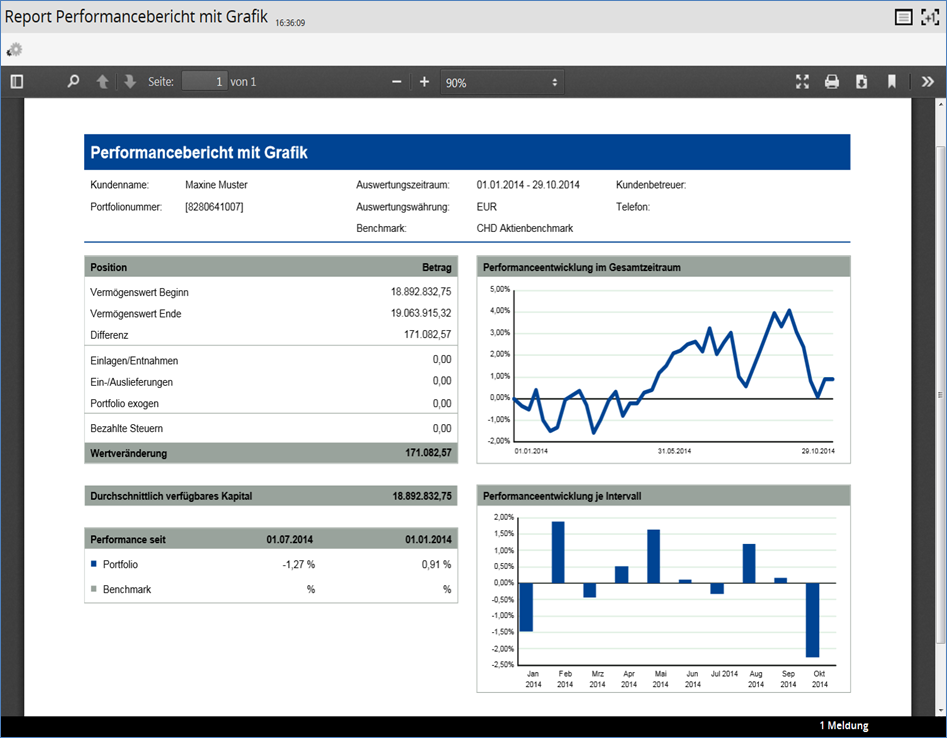 Report Performancebericht mit Grafik 16:36:09
Seite: 1 von 1 90%
Performancebericht mit Grafik
Kundenname: Maxine Muster Auswertungszeitraum: 01.01.2014 - 29.10.2014 Kundenbetreuer:
Portfolionummer: [8280641007] Auswertungswährung: EUR Telefon:
Benchmark: CHD Aktienbenchmark
Position Betrag
Vermögenswert Beginn 18.892.832,75
Vermögenswert Ende 19.063.915,32
Differenz 171.082,57
Einlagen/Entnahmen 0,00
Ein-/Auslieferungen 0,00
Portfolio exogen 0,00
Bezahlte Steuern 0,00
Wertveränderung 171.082,57
Durchschnittlich verfügbares Kapital 18.892.832,75
Performance seit 01.07.2014 01.01.2014
Portfolio -1,27 % 0,91 %
Benchmark % %
Performanceentwicklung im Gesamtzeitraum
5,00%
4,00%
3,00%
2,00%
1,00%
0,00%
-1,00%
-2,00%
01.01.2014 31.05.2014 29.10.2014
Performanceentwicklung je Intervall
2,00%
1,50%
1,00%
0,50%
0,00%
-0,50%
-1,00%
-1,50%
-2,00%
-2,50%
Jan Feb Mrz Apr Mai Jun Jul 2014 Aug Sep Okt
2014 2014 2014 2014 2014 2014 2014 2014 2014
1 Meldung